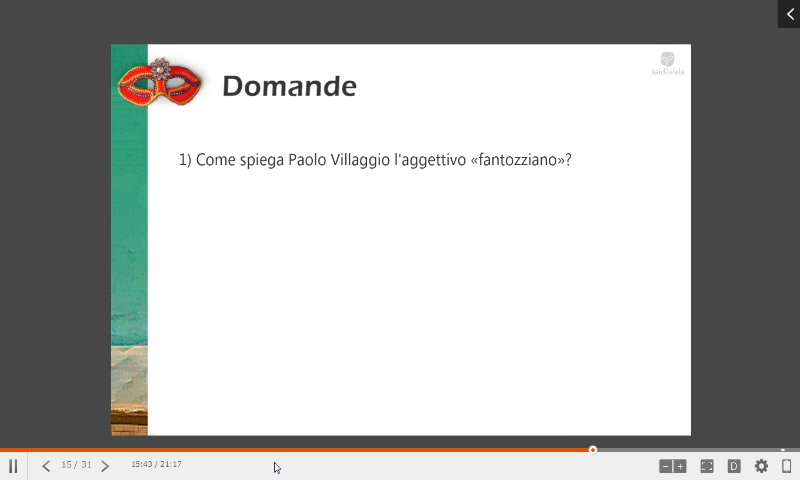 Domande
1) Come spiega Paolo Villaggio l'aggettivo «fantozziano»?
15 / 31
15:43 / 21:17
D